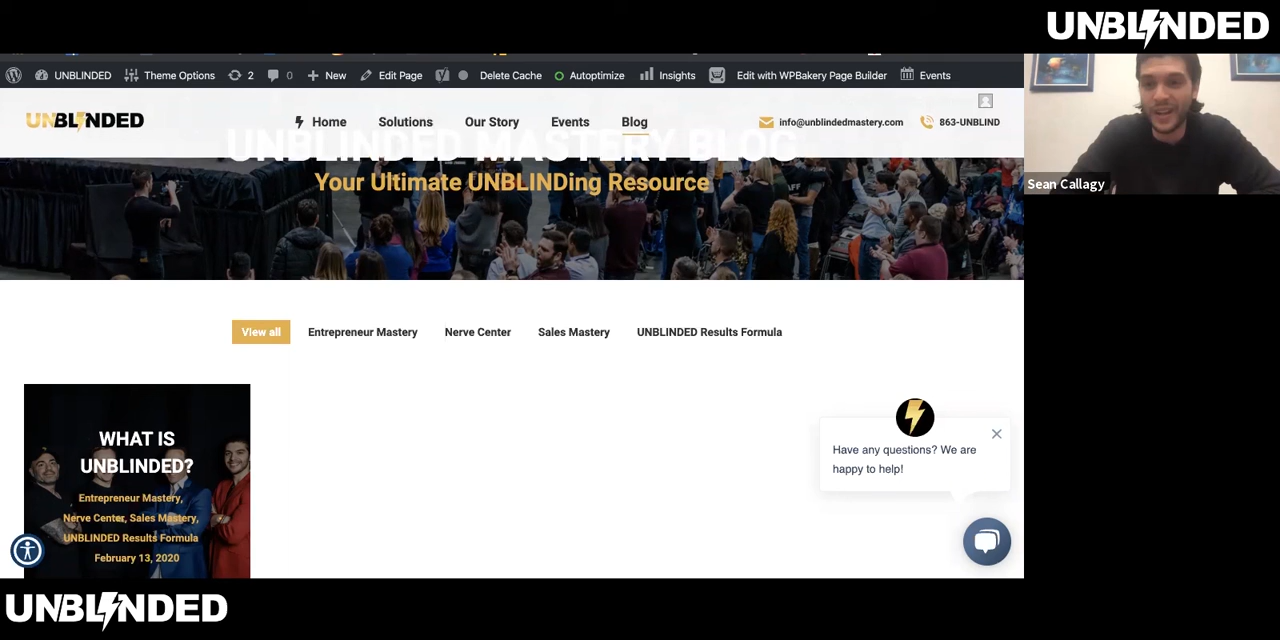 UNBLINDED
UNBLINDED Theme Options 2 0 New Edit Page Delete Cache Autoptimize Insights Edit with WPBakery Page Builder Events
UNBLINDED Home Solutions Our Story Events Blog info@unblindedmastery.com 863-UNBLIND
UNBLINDED MASTERY BLOG
Your Ultimate UNBLINDing Resource
Sean Callagy
View all Entrepreneur Mastery Nerve Center Sales Mastery UNBLINDED Results Formula
WHAT IS
UNBLINDED?
Entrepreneur Mastery,
Nerve Center, Sales Mastery,
UNBLINDED Results Formula
February 13, 2020
Have any questions? We are
happy to help!
UNBLINDED